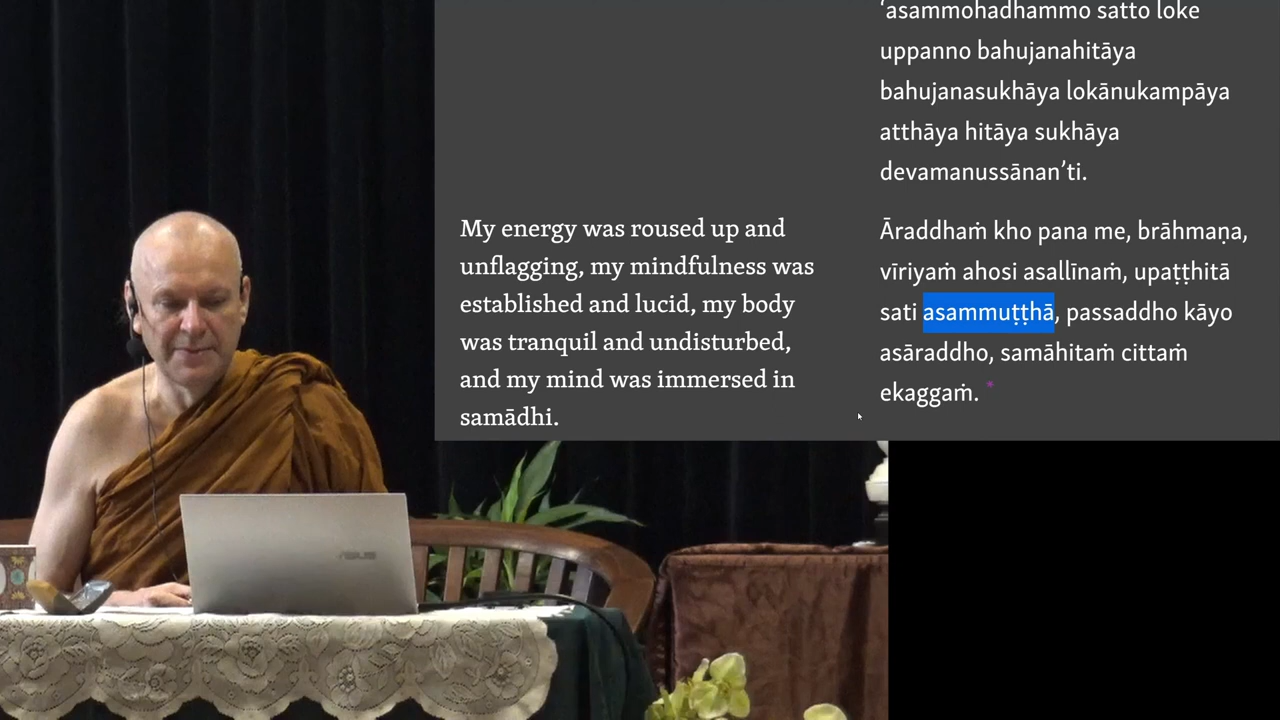 My energy was roused up and
unflagging, my mindfulness was
established and lucid, my body
was tranquil and undisturbed,
and my mind was immersed in
samādhi.
‘asammohadhammo satto loke
uppanno bahujanahitāya
bahujanasukhāya lokānukampāya
atthāya hitāya sukhāya
devamanussānan’ti.
Āraddhaṁ kho pana me, brāhmaṇa,
vīriyaṁ ahosi asallīnaṁ, upaṭṭhitā
sati asammuṭṭhā, passaddho kāyo
asāraddho, samāhitaṁ cittaṁ
ekaggaṁ. *
ASUS